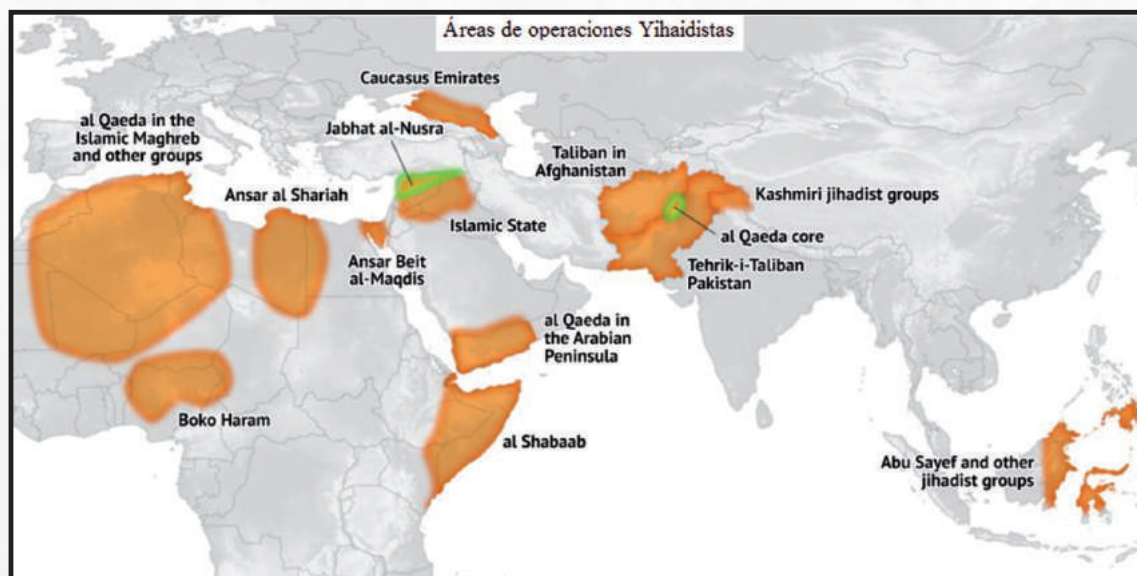 Áreas de operaciones Yihaidistas
Caucasus Emirates
al Qaeda in the
Islamic Maghreb
and other groups
Jabhat al-Nusra
Taliban in
Afghanistan
Ansar al Shariah
Kashmiri jihadist groups
Islamic State
al Qaeda core
Ansar Beit
al-Maqdis
Tehrik-i-Taliban
Pakistan
al Qaeda in
the Arabian
Peninsula
Boko Haram
al Shabaab
Abu Sayef and other
jihadist groups